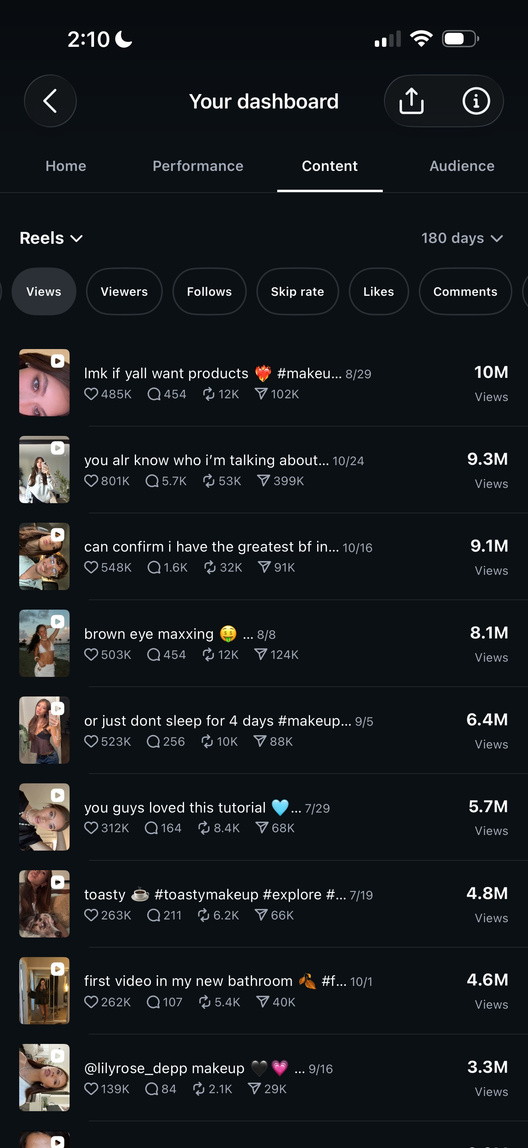 2:10
Your dashboard
Home Performance Content Audience
Reels 180 days
Views Viewers Follows Skip rate Likes Comments
lmk if yall want products ❤️‍🔥 #makeu... 8/29
485K 454 12K 102K
10M
Views
you alr know who i'm talking about... 10/24
801K 5.7K 53K 399K
9.3M
Views
can confirm i have the greatest bf in... 10/16
548K 1.6K 32K 91K
9.1M
Views
brown eye maxxing 🤑 ... 8/8
503K 454 12K 124K
8.1M
Views
or just dont sleep for 4 days #makeup... 9/5
523K 256 10K 88K
6.4M
Views
you guys loved this tutorial 🩵... 7/29
312K 164 8.4K 68K
5.7M
Views
toasty ☕ #toastymakeup #explore #... 7/19
263K 211 6.2K 66K
4.8M
Views
first video in my new bathroom 🍂 #f... 10/1
262K 107 5.4K 40K
4.6M
Views
@lilyrose_depp makeup 🖤💗 ... 9/16
139K 84 2.1K 29K
3.3M
Views